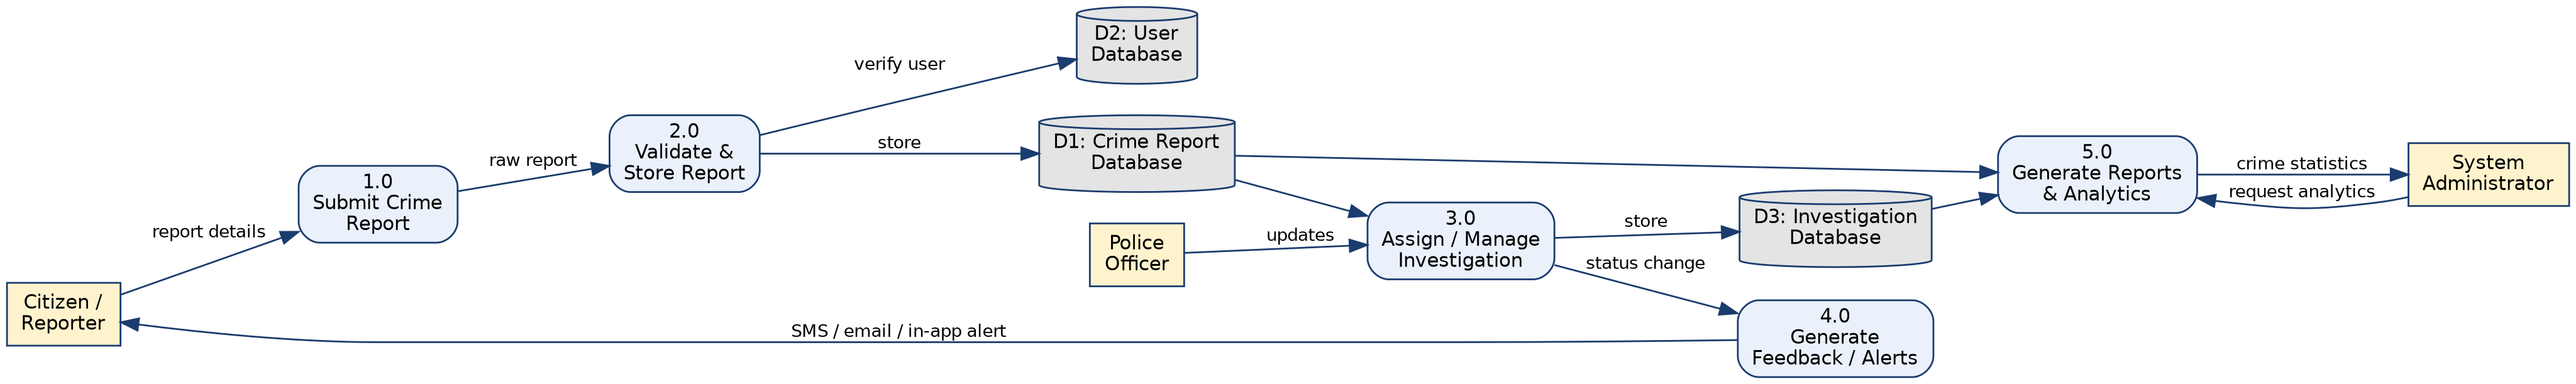 Citizen /
Reporter
report details
1.0
Submit Crime
Report
raw report
2.0
Validate &
Store Report
verify user
D2: User
Database
store
D1: Crime Report
Database
Police
Officer
updates
3.0
Assign / Manage
Investigation
store
D3: Investigation
Database
status change
4.0
Generate
Feedback / Alerts
SMS / email / in-app alert
5.0
Generate Reports
& Analytics
crime statistics
request analytics
System
Administrator